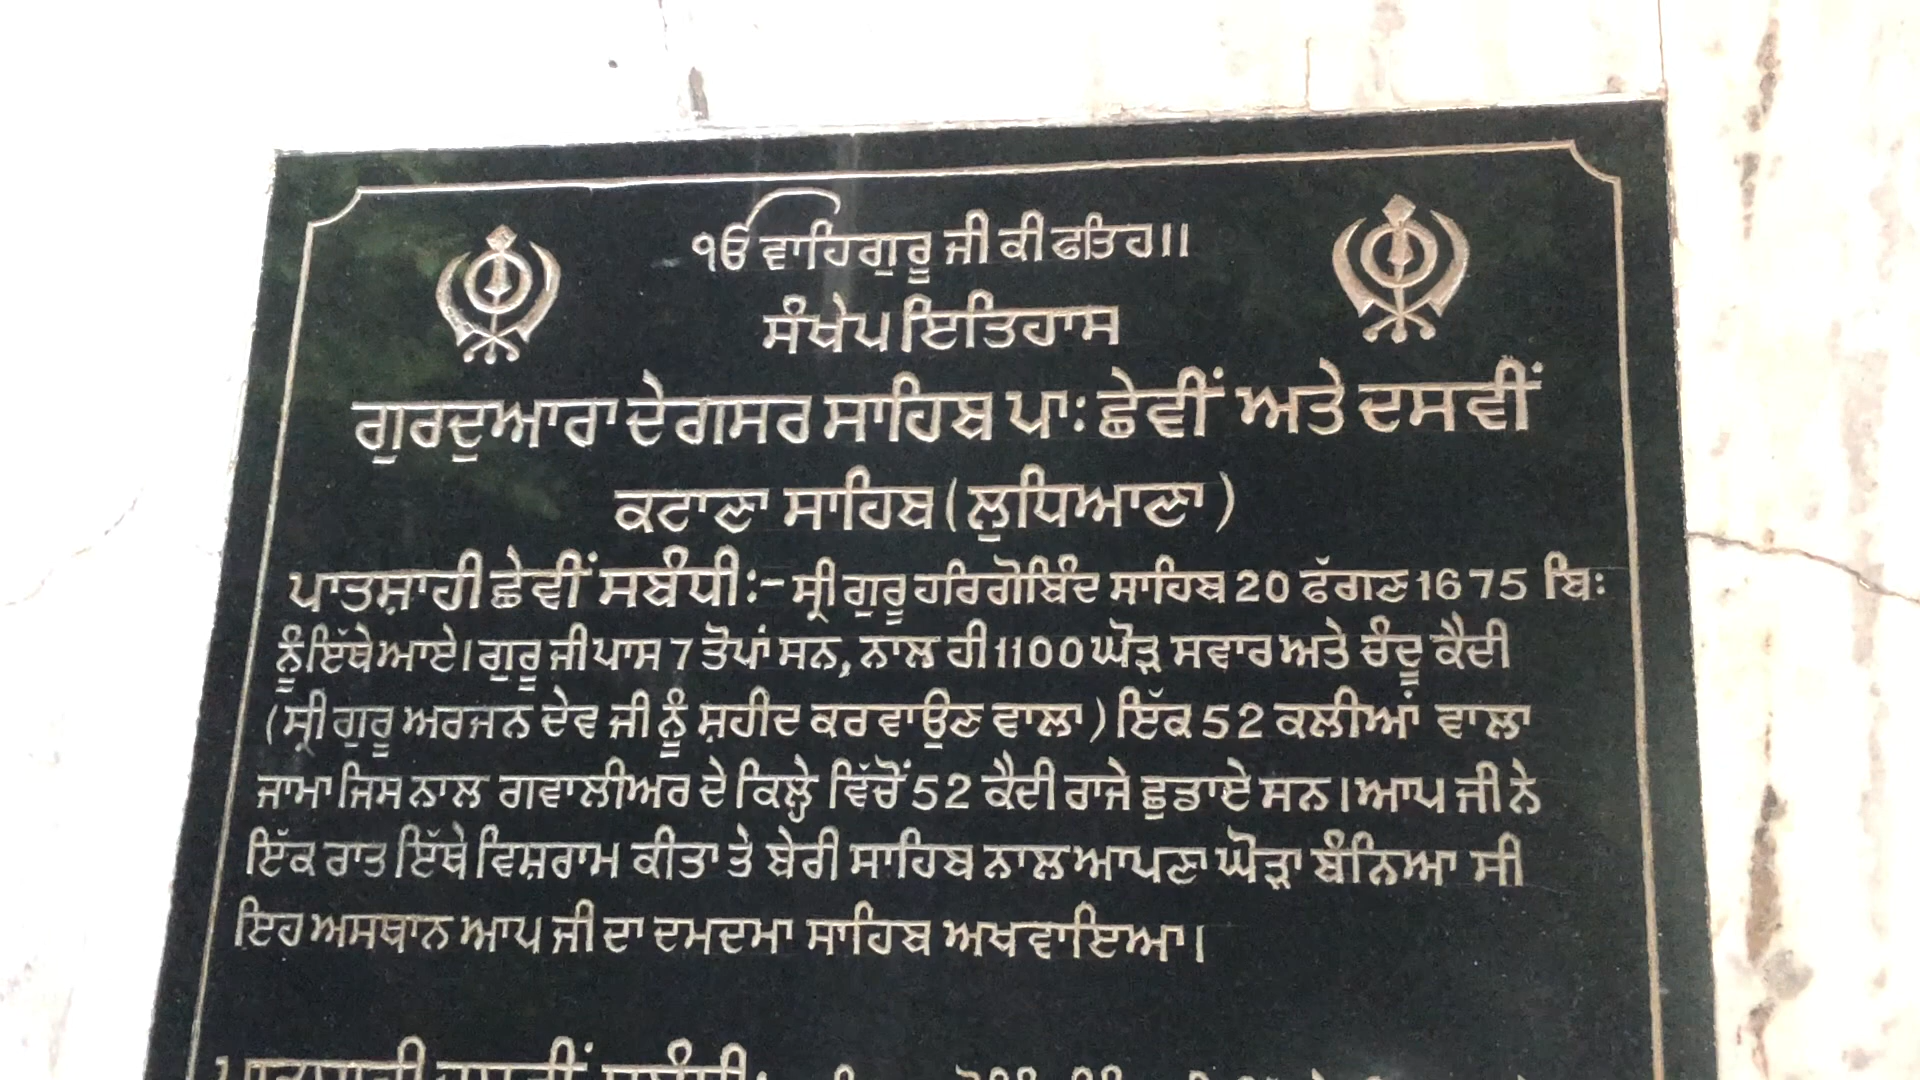 ੴ ਵਾਹਿਗੁਰੂ ਜੀ ਕੀ ਫਤਿਹ॥
ਸੰਖੇਪ ਇਤਿਹਾਸ
ਗੁਰਦੁਆਰਾ ਦੇਗਸਰ ਸਾਹਿਬ ਪਾ: ਛੇਵੀਂ ਅਤੇ ਦਸਵੀਂ
ਕਟਾਣਾ ਸਾਹਿਬ (ਲੁਧਿਆਣਾ)
ਪਾਤਸ਼ਾਹੀ ਛੇਵੀਂ ਸਬੰਧੀ:- ਸ੍ਰੀ ਗੁਰੂ ਹਰਿਗੋਬਿੰਦ ਸਾਹਿਬ 20 ਫੱਗਣ 1675 ਬਿ:
ਨੂੰ ਇੱਥੇ ਆਏ। ਗੁਰੂ ਜੀ ਪਾਸ 7 ਤੋਪਾਂ ਸਨ, ਨਾਲ ਹੀ 1100 ਘੋੜ ਸਵਾਰ ਅਤੇ ਚੰਦੂ ਕੈਦੀ
(ਸ੍ਰੀ ਗੁਰੂ ਅਰਜਨ ਦੇਵ ਜੀ ਨੂੰ ਸ਼ਹੀਦ ਕਰਵਾਉਣ ਵਾਲਾ) ਇੱਕ 52 ਕਲੀਆਂ ਵਾਲਾ
ਜਾਮਾ ਜਿਸ ਨਾਲ ਗਵਾਲੀਅਰ ਦੇ ਕਿਲ੍ਹੇ ਵਿੱਚੋਂ 52 ਕੈਦੀ ਰਾਜੇ ਛੁਡਾਏ ਸਨ। ਆਪ ਜੀ ਨੇ
ਇੱਕ ਰਾਤ ਇੱਥੇ ਵਿਸ਼ਰਾਮ ਕੀਤਾ ਤੇ ਬੇਰੀ ਸਾਹਿਬ ਨਾਲ ਆਪਣਾ ਘੋੜਾ ਬੰਨਿਆ ਸੀ
ਇਹ ਅਸਥਾਨ ਆਪ ਜੀ ਦਾ ਦਮਦਮਾ ਸਾਹਿਬ ਅਖਵਾਇਆ।